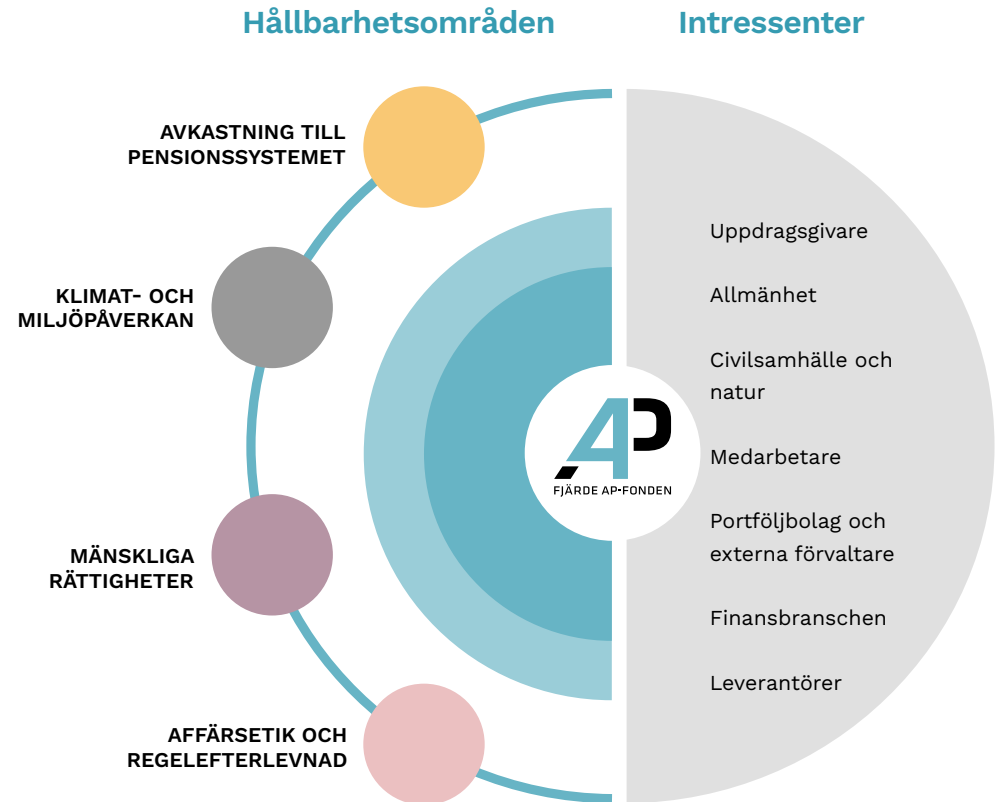 Hållbarhetsområden
Intressenter
AVKASTNING TILL
PENSIONSSYSTEMET
KLIMAT- OCH
MILJÖPÅVERKAN
MÄNSKLIGA
RÄTTIGHETER
AFFÄRSETIK OCH
REGELEFTERLEVNAD
AP
FJÄRDE AP-FONDEN
Uppdragsgivare
Allmänhet
Civilsamhälle och
natur
Medarbetare
Portföljbolag och
externa förvaltare
Finansbranschen
Leverantörer